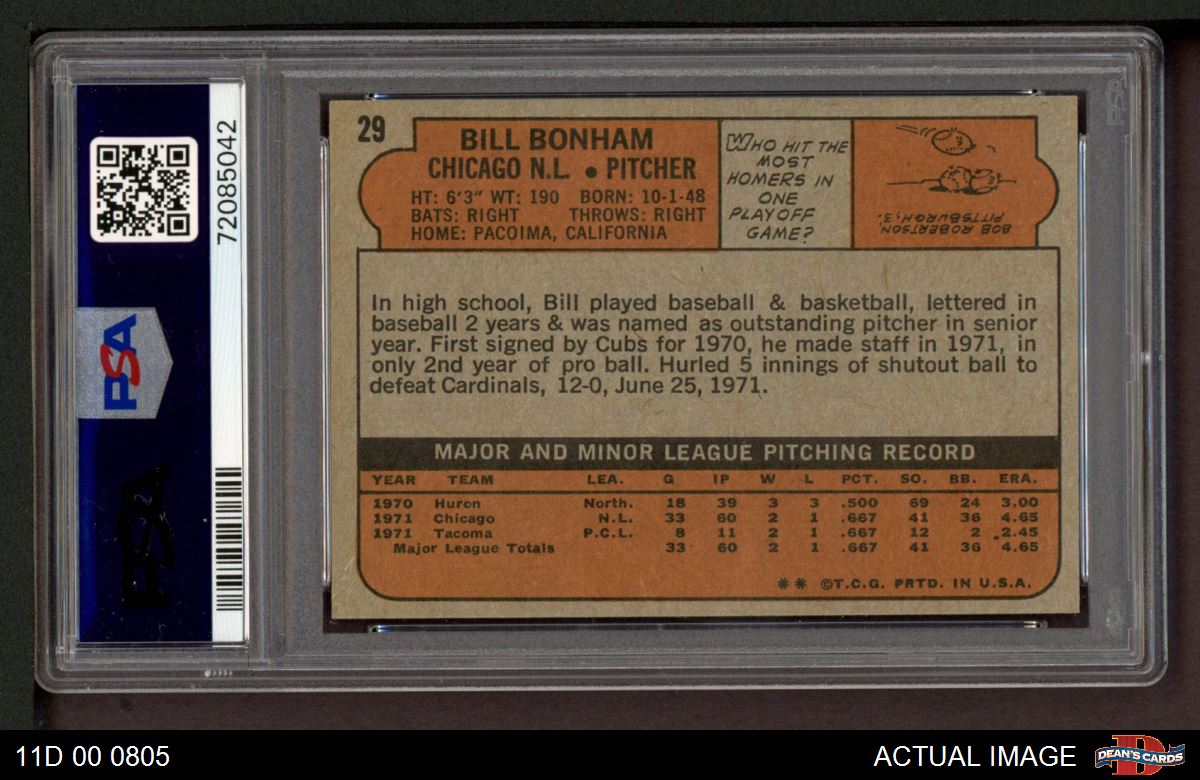 72085042
PSA
PSA
29
BILL BONHAM
CHICAGO N.L. • PITCHER
HT: 6'3" WT: 190 BORN: 10-1-48
BATS: RIGHT THROWS: RIGHT
HOME: PACOIMA, CALIFORNIA
WHO HIT THE
MOST
HOMERS IN
ONE
PLAYOFF
GAME?
BOB ROBERTSON
PITTSBURGH, 3.
In high school, Bill played baseball & basketball, lettered in
baseball 2 years & was named as outstanding pitcher in senior
year. First signed by Cubs for 1970, he made staff in 1971, in
only 2nd year of pro ball. Hurled 5 innings of shutout ball to
defeat Cardinals, 12-0, June 25, 1971.
MAJOR AND MINOR LEAGUE PITCHING RECORD
YEAR TEAM LEA. G IP W L PCT. SO. BB. ERA.
1970 Huron North. 18 39 3 3 .500 69 24 3.00
1971 Chicago N.L. 33 60 2 1 .667 41 36 4.65
1971 Tacoma P.C.L. 8 11 2 1 .667 12 2 2.45
Major League Totals 33 60 2 1 .667 41 36 4.65
** ©T.C.G. PRTD. IN U.S.A.
PSA
11D 00 0805
ACTUAL IMAGE
DEAN'S CARDS